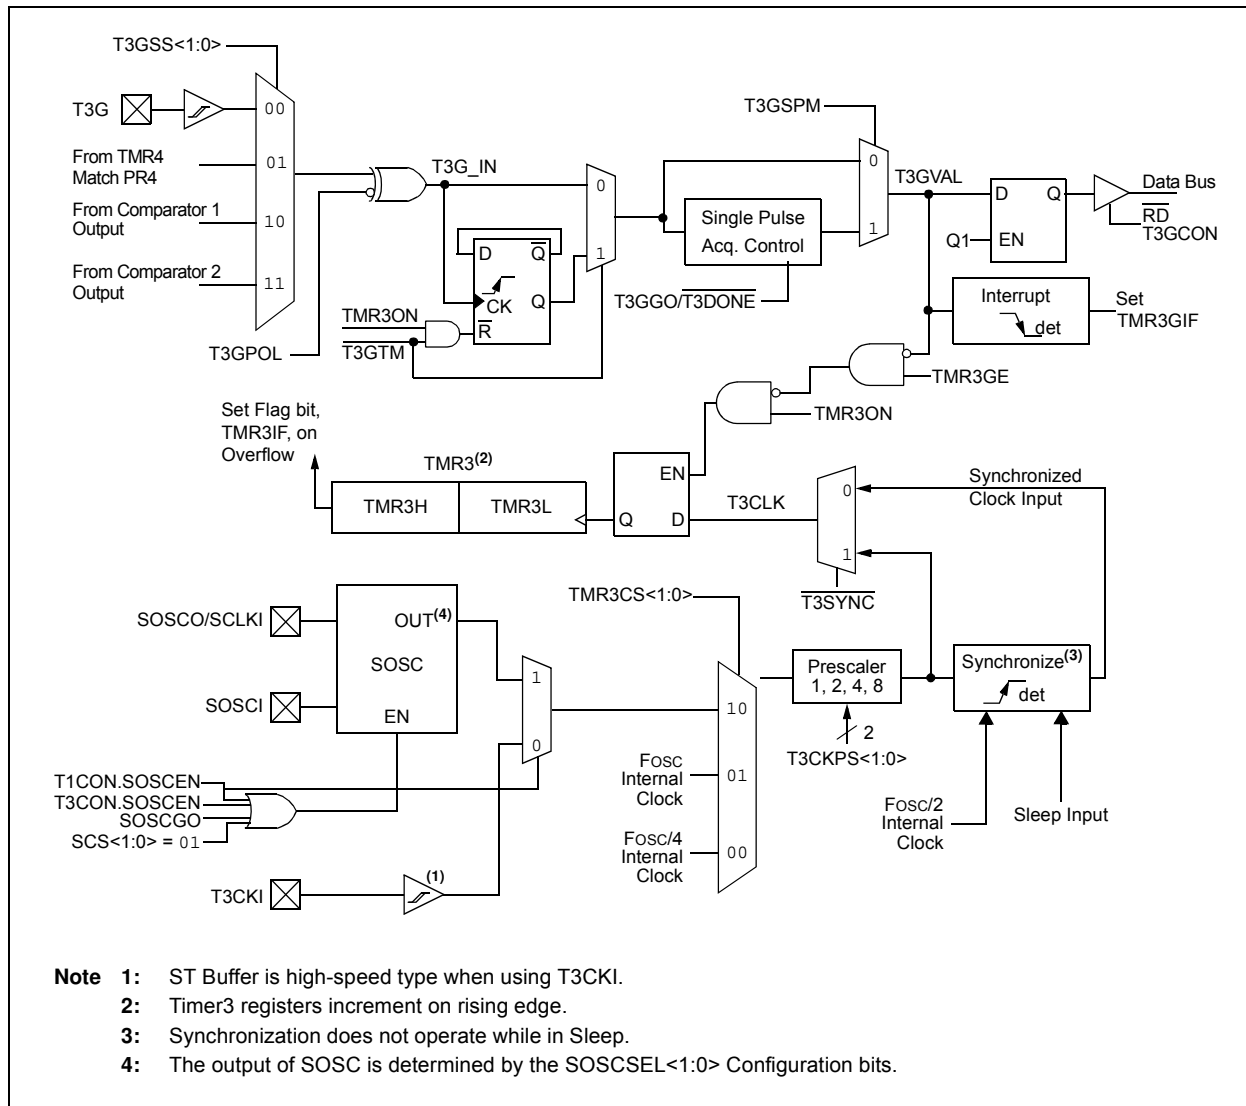 T3GSS<1:0>
T3G
00
From TMR4
Match PR4
01
From Comparator 1
Output
10
From Comparator 2
Output
11
T3GPOL
T3G_IN
0
1
D
Q
CK
Q
R
TMR3ON
T3GTM
Single Pulse
Acq. Control
T3GGO/T3DONE
T3GSPM
0
1
T3GVAL
D
Q
Q1
EN
Data Bus
RD
T3GCON
Interrupt
det
Set
TMR3GIF
TMR3GE
TMR3ON
Set Flag bit,
TMR3IF, on
Overflow
TMR3(2)
TMR3H
TMR3L
EN
Q
D
T3CLK
0
1
T3SYNC
Synchronized
Clock Input
SOSCO/SCLKI
OUT(4)
SOSC
SOSCI
EN
1
0
T1CON.SOSCEN
T3CON.SOSCEN
SOSCGO
SCS<1:0> = 01
T3CKI
(1)
TMR3CS<1:0>
10
FOSC
Internal
Clock
01
FOSC/4
Internal
Clock
00
Prescaler
1, 2, 4, 8
2
T3CKPS<1:0>
Synchronize(3)
det
FOSC/2
Internal
Clock
Sleep Input
Note 1: ST Buffer is high-speed type when using T3CKI.
2: Timer3 registers increment on rising edge.
3: Synchronization does not operate while in Sleep.
4: The output of SOSC is determined by the SOSCSEL<1:0> Configuration bits.